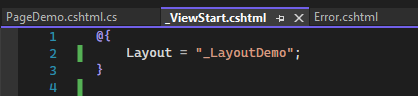 PageDemo.cshtml.cs _ViewStart.cshtml Error.cshtml
1 @{
2 Layout = "_LayoutDemo";
3 }
4